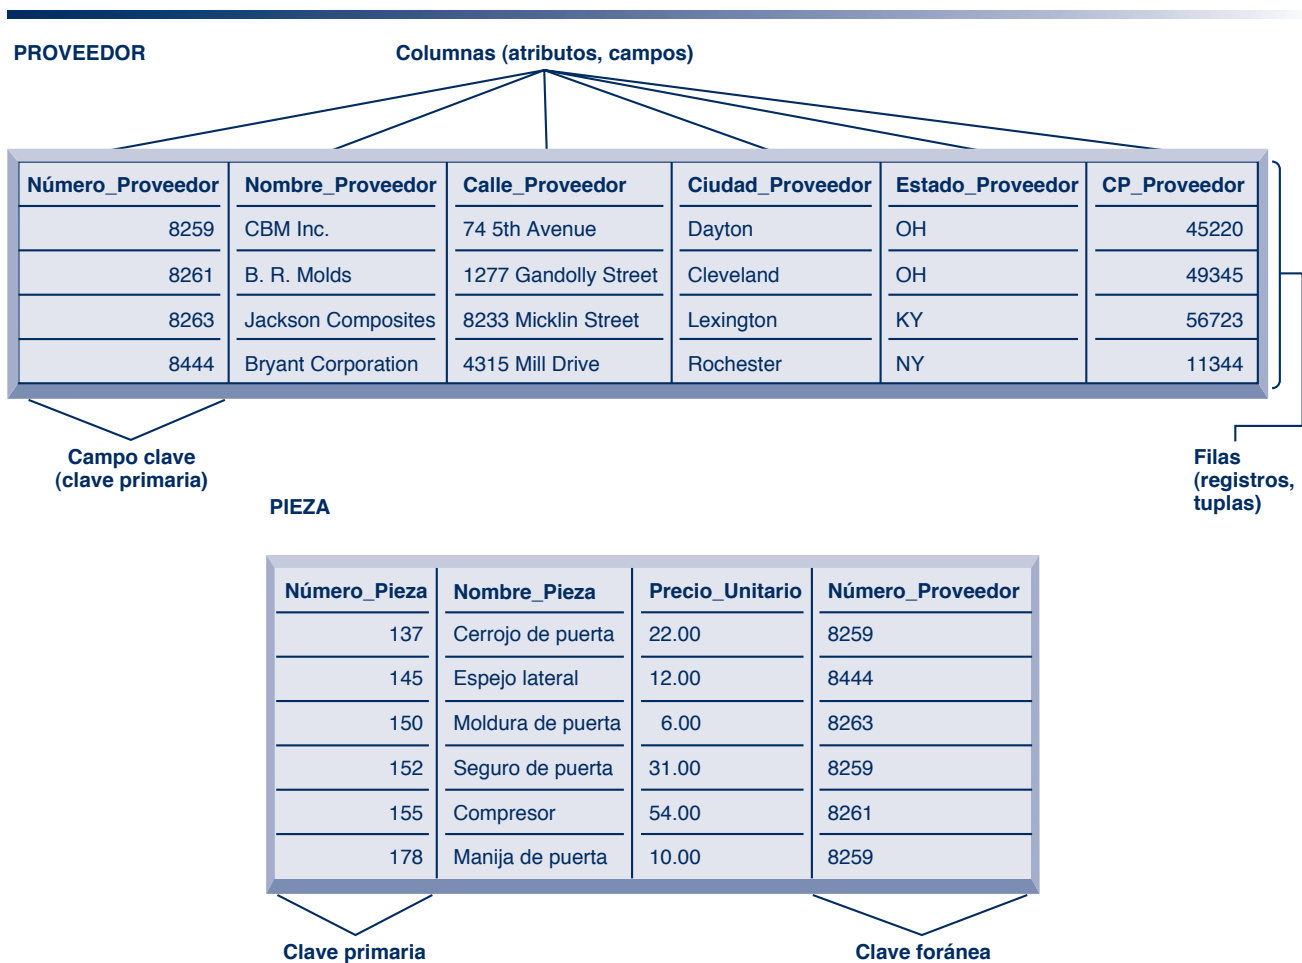 PROVEEDOR Columnas (atributos, campos)
Número_Proveedor Nombre_Proveedor Calle_Proveedor Ciudad_Proveedor Estado_Proveedor CP_Proveedor
8259 CBM Inc. 74 5th Avenue Dayton OH 45220
8261 B. R. Molds 1277 Gandolly Street Cleveland OH 49345
8263 Jackson Composites 8233 Micklin Street Lexington KY 56723
8444 Bryant Corporation 4315 Mill Drive Rochester NY 11344
Campo clave
(clave primaria)
Filas
(registros,
tuplas)
PIEZA
Número_Pieza Nombre_Pieza Precio_Unitario Número_Proveedor
137 Cerrojo de puerta 22.00 8259
145 Espejo lateral 12.00 8444
150 Moldura de puerta 6.00 8263
152 Seguro de puerta 31.00 8259
155 Compresor 54.00 8261
178 Manija de puerta 10.00 8259
Clave primaria Clave foránea